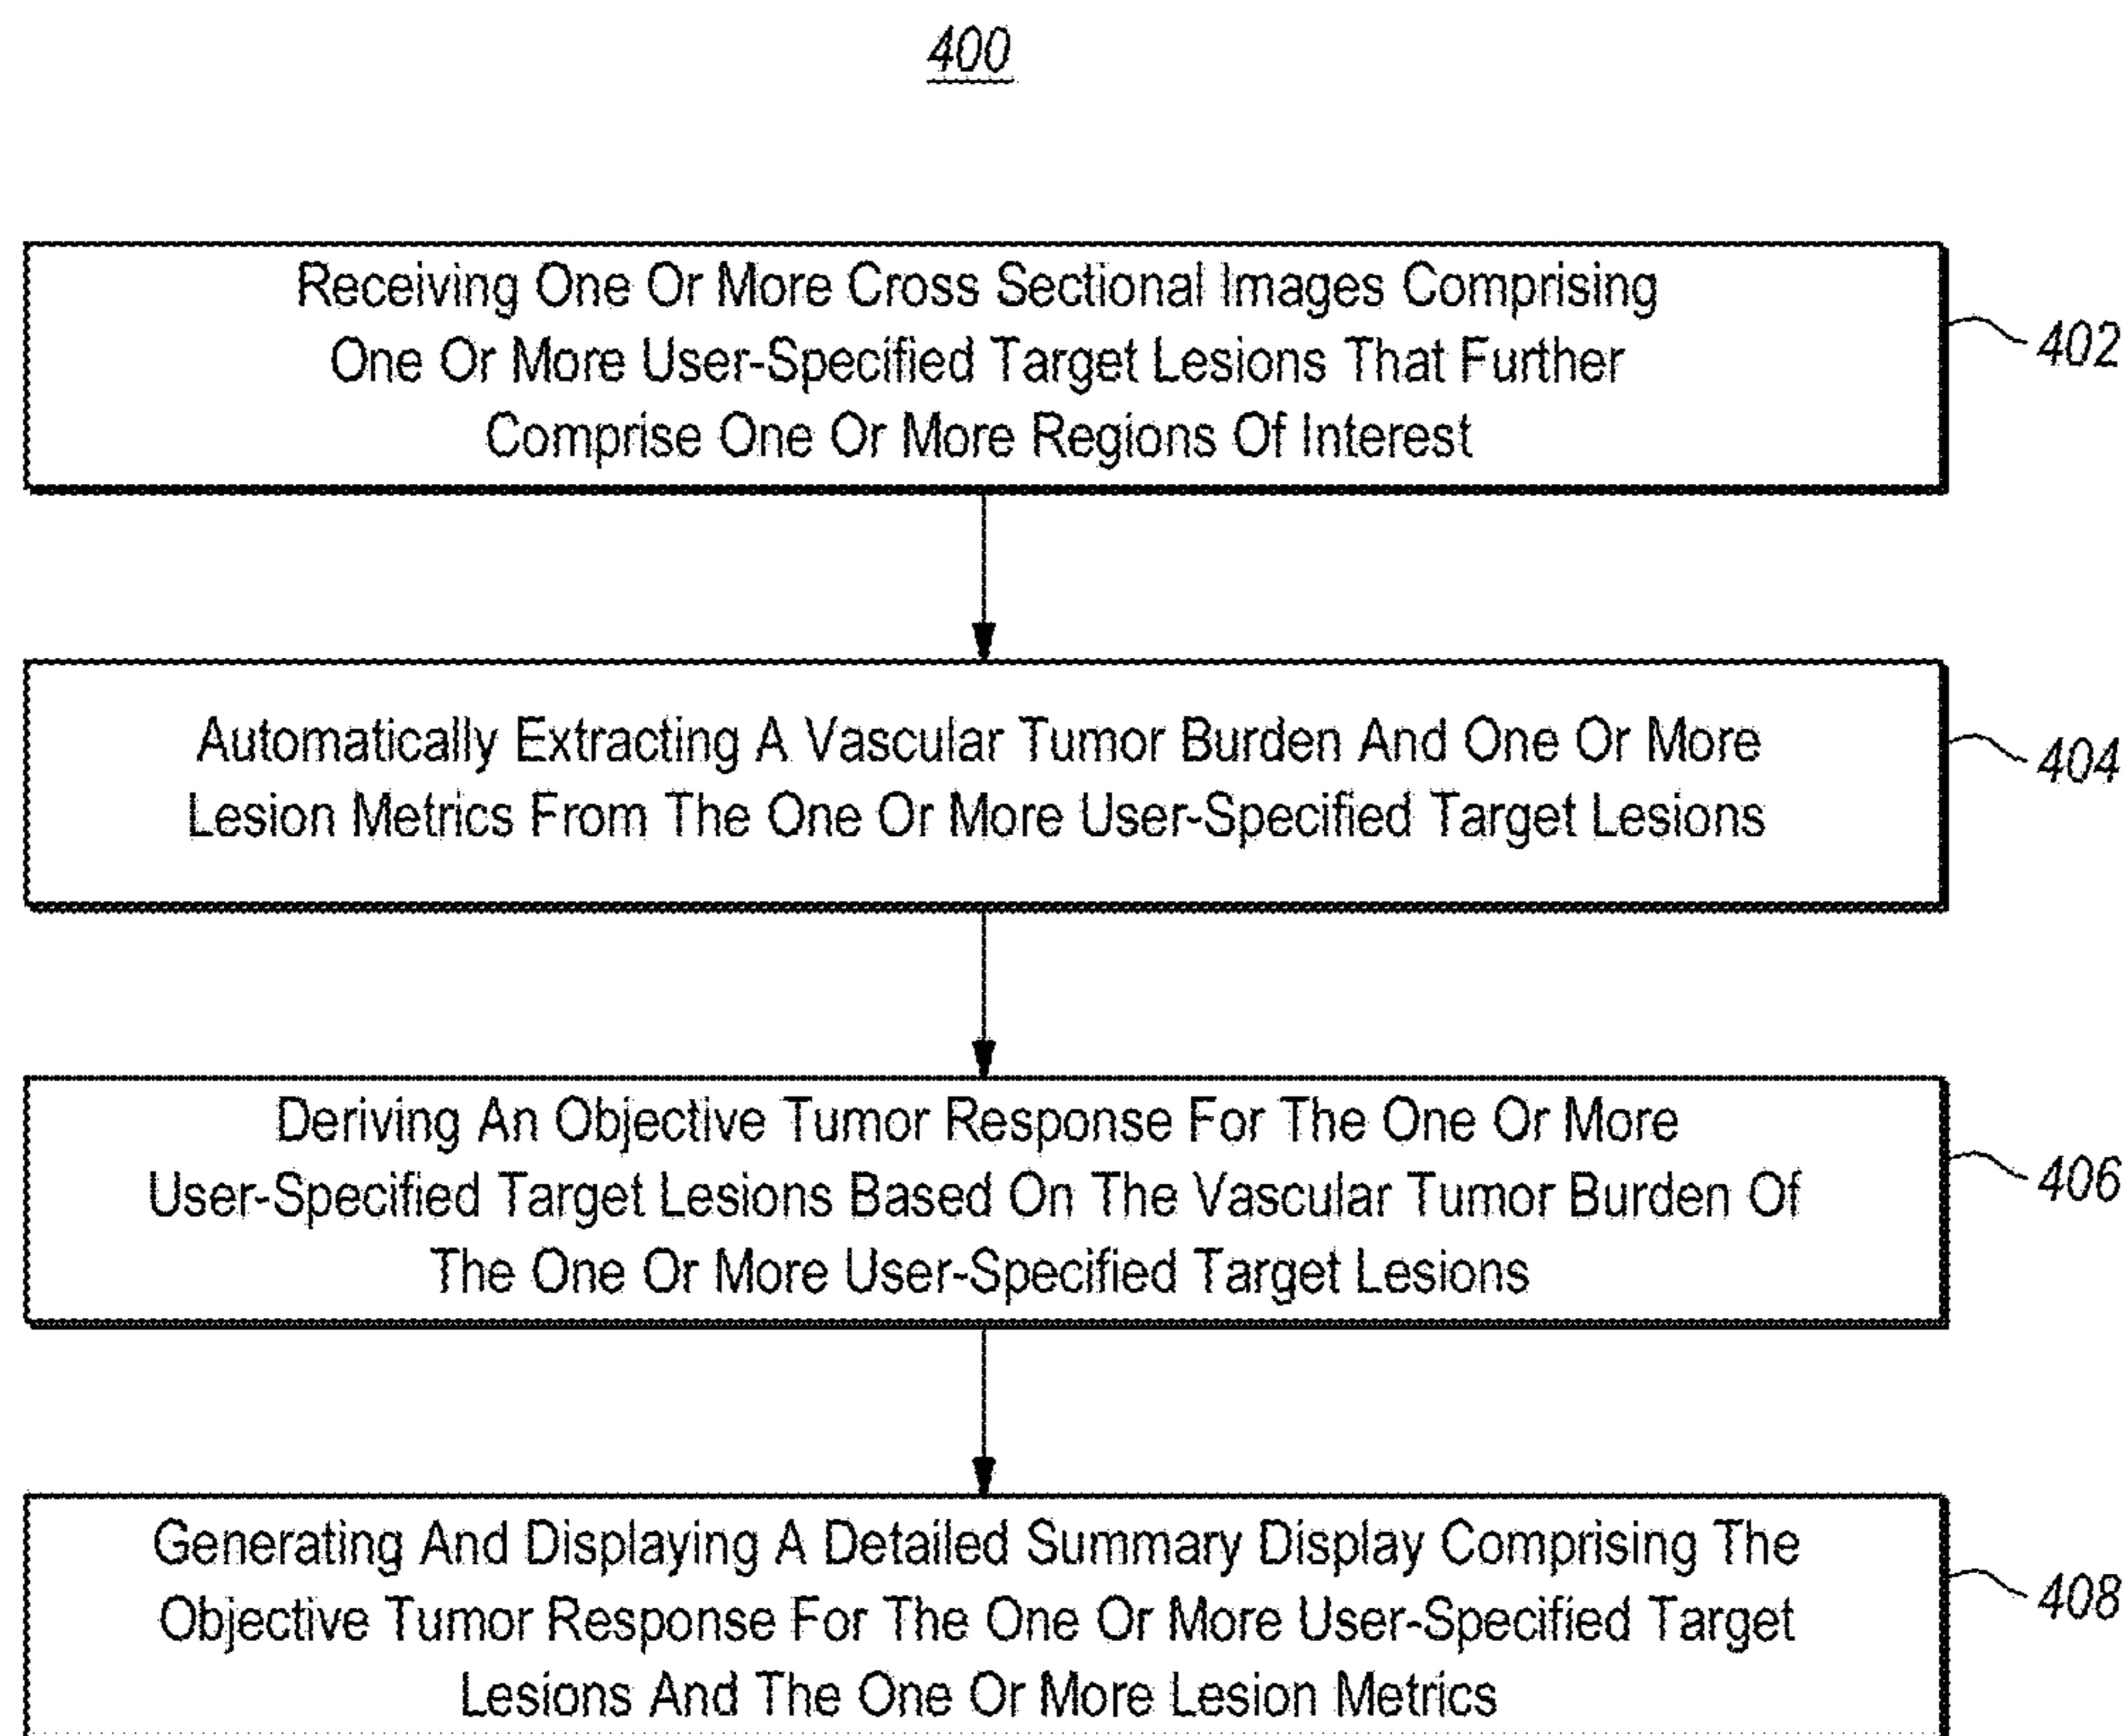 400
Receiving One Or More Cross Sectional Images Comprising
One Or More User-Specified Target Lesions That Further
Comprise One Or More Regions Of Interest
402
Automatically Extracting A Vascular Tumor Burden And One Or More
Lesion Metrics From The One Or More User-Specified Target Lesions
404
Deriving An Objective Tumor Response For The One Or More
User-Specified Target Lesions Based On The Vascular Tumor Burden Of
The One Or More User-Specified Target Lesions
406
Generating And Displaying A Detailed Summary Display Comprising The
Objective Tumor Response For The One Or More User-Specified Target
Lesions And The One Or More Lesion Metrics
408